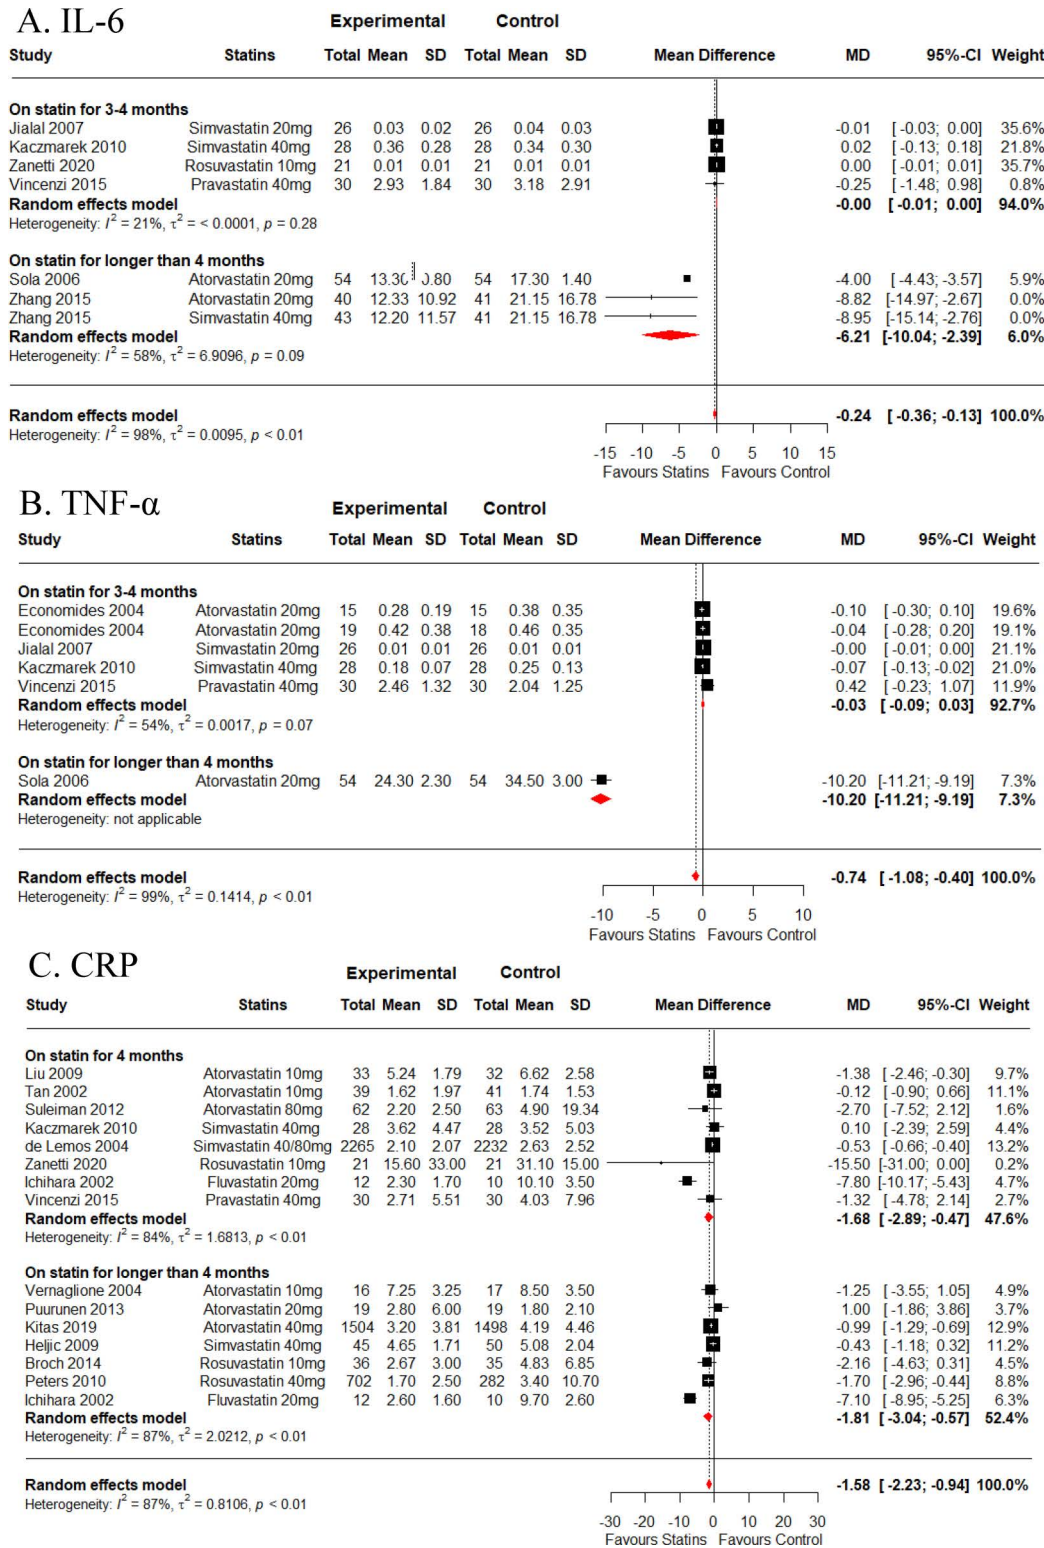 A. IL-6
Experimental Control
Study Statins Total Mean SD Total Mean SD Mean Difference MD 95%-CI Weight
On statin for 3-4 months
Jialal 2007 Simvastatin 20mg 26 0.03 0.02 26 0.04 0.03 -0.01 [-0.03; 0.00] 35.6%
Kaczmarek 2010 Simvastatin 40mg 28 0.36 0.28 28 0.34 0.30 0.02 [-0.13; 0.18] 21.8%
Zanetti 2020 Rosuvastatin 10mg 21 0.01 0.01 21 0.01 0.01 0.00 [-0.01; 0.01] 35.7%
Vincenzi 2015 Pravastatin 40mg 30 2.93 1.84 30 3.18 2.91 -0.25 [-1.48; 0.98] 0.8%
Random effects model -0.00 [-0.01; 0.00] 94.0%
Heterogeneity: I² = 21%, τ² = < 0.0001, p = 0.28
On statin for longer than 4 months
Sola 2006 Atorvastatin 20mg 54 54 17.30 1.40 -4.00 [-4.43; -3.57] 5.9%
Zhang 2015 Atorvastatin 20mg 40 12.33 10.92 41 21.15 16.78 -8.82 [-14.97; -2.67] 0.0%
Zhang 2015 Simvastatin 40mg 43 12.20 11.57 41 21.15 16.78 -8.95 [-15.14; -2.76] 0.0%
Random effects model -6.21 [-10.04; -2.39] 6.0%
Heterogeneity: I² = 58%, τ² = 6.9096, p = 0.09
Random effects model -0.24 [-0.36; -0.13] 100.0%
Heterogeneity: I² = 98%, τ² = 0.0095, p < 0.01
-15 -10 -5 0 5 10 15
Favours Statins Favours Control
B. TNF-α
Experimental Control
Study Statins Total Mean SD Total Mean SD Mean Difference MD 95%-CI Weight
On statin for 3-4 months
Economides 2004 Atorvastatin 20mg 15 0.28 0.19 15 0.38 0.35 -0.10 [-0.30; 0.10] 19.6%
Economides 2004 Atorvastatin 20mg 19 0.42 0.38 18 0.46 0.35 -0.04 [-0.28; 0.20] 19.1%
Jialal 2007 Simvastatin 20mg 26 0.01 0.01 26 0.01 0.01 -0.00 [-0.01; 0.00] 21.1%
Kaczmarek 2010 Simvastatin 40mg 28 0.18 0.07 28 0.25 0.13 -0.07 [-0.13; -0.02] 21.0%
Vincenzi 2015 Pravastatin 40mg 30 2.46 1.32 30 2.04 1.25 0.42 [-0.23; 1.07] 11.9%
Random effects model -0.03 [-0.09; 0.03] 92.7%
Heterogeneity: I² = 54%, τ² = 0.0017, p = 0.07
On statin for longer than 4 months
Sola 2006 Atorvastatin 20mg 54 24.30 2.30 54 34.50 3.00 -10.20 [-11.21; -9.19] 7.3%
Random effects model -10.20 [-11.21; -9.19] 7.3%
Heterogeneity: not applicable
Random effects model -0.74 [-1.08; -0.40] 100.0%
Heterogeneity: I² = 99%, τ² = 0.1414, p < 0.01
-10 -5 0 5 10
Favours Statins Favours Control
C. CRP
Experimental Control
Study Statins Total Mean SD Total Mean SD Mean Difference MD 95%-CI Weight
On statin for 4 months
Liu 2009 Atorvastatin 10mg 33 5.24 1.79 32 6.62 2.58 -1.38 [-2.46; -0.30] 9.7%
Tan 2002 Atorvastatin 10mg 39 1.62 1.97 41 1.74 1.53 -0.12 [-0.90; 0.66] 11.1%
Suleiman 2012 Atorvastatin 80mg 62 2.20 2.50 63 4.90 19.34 -2.70 [-7.52; 2.12] 1.6%
Kaczmarek 2010 Simvastatin 40mg 28 3.62 4.47 28 3.52 5.03 0.10 [-2.39; 2.59] 4.4%
de Lemos 2004 Simvastatin 40/80mg 2265 2.10 2.07 2232 2.63 2.52 -0.53 [-0.66; -0.40] 13.2%
Zanetti 2020 Rosuvastatin 10mg 21 15.60 33.00 21 31.10 15.00 -15.50 [-31.00; 0.00] 0.2%
Ichihara 2002 Fluvastatin 20mg 12 2.30 1.70 10 10.10 3.50 -7.80 [-10.17; -5.43] 4.7%
Vincenzi 2015 Pravastatin 40mg 30 2.71 5.51 30 4.03 7.96 -1.32 [-4.78; 2.14] 2.7%
Random effects model -1.68 [-2.89; -0.47] 47.6%
Heterogeneity: I² = 84%, τ² = 1.6813, p < 0.01
On statin for longer than 4 months
Vernaglione 2004 Atorvastatin 10mg 16 7.25 3.25 17 8.50 3.50 -1.25 [-3.55; 1.05] 4.9%
Puurunen 2013 Atorvastatin 20mg 19 2.80 6.00 19 1.80 2.10 1.00 [-1.86; 3.86] 3.7%
Kitas 2019 Atorvastatin 40mg 1504 3.20 3.81 1498 4.19 4.46 -0.99 [-1.29; -0.69] 12.9%
Heljic 2009 Simvastatin 40mg 45 4.65 1.71 50 5.08 2.04 -0.43 [-1.18; 0.32] 11.2%
Broch 2014 Rosuvastatin 10mg 36 2.67 3.00 35 4.83 6.85 -2.16 [-4.63; 0.31] 4.5%
Peters 2010 Rosuvastatin 40mg 702 1.70 2.50 282 3.40 10.70 -1.70 [-2.96; -0.44] 8.8%
Ichihara 2002 Fluvastatin 20mg 12 2.60 1.60 10 9.70 2.60 -7.10 [-8.95; -5.25] 6.3%
Random effects model -1.81 [-3.04; -0.57] 52.4%
Heterogeneity: I² = 87%, τ² = 2.0212, p < 0.01
Random effects model -1.58 [-2.23; -0.94] 100.0%
Heterogeneity: I² = 87%, τ² = 0.8106, p < 0.01
-30 -20 -10 0 10 20 30
Favours Statins Favours Control